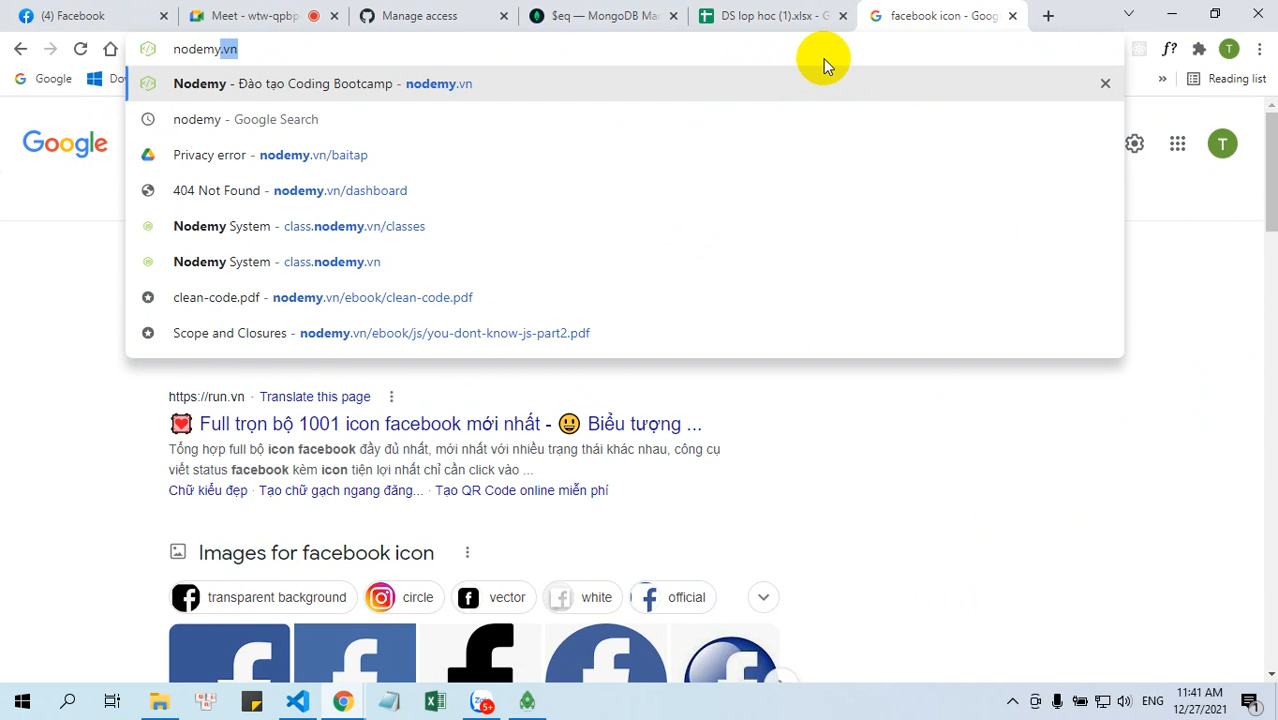 (3) Facebook
Meet - wtw-qpbp
Manage access
$eq — MongoDB Ma
DS lop hoc (1).xlsx - G
facebook icon - Goog
nodemy.vn
f?
T
Google
Do
»
Reading list
Nodemy - Đào tạo Coding Bootcamp - nodemy.vn
nodemy - Google Search
Privacy error - nodemy.vn/baitap
404 Not Found - nodemy.vn/dashboard
Nodemy System - class.nodemy.vn/classes
Nodemy System - class.nodemy.vn
clean-code.pdf - nodemy.vn/ebook/clean-code.pdf
Scope and Closures - nodemy.vn/ebook/js/you-dont-know-js-part2.pdf
Google
T
https://run.vn · Translate this page
Full trọn bộ 1001 icon facebook mới nhất - 😃 Biểu tượng ...
Tổng hợp full bộ icon facebook đầy đủ nhất, mới nhất với nhiều trạng thái khác nhau, công cụ
viết status facebook kèm icon tiện lợi nhất chỉ cần click vào ...
Chữ kiểu đẹp · Tạo chữ gạch ngang đăng... · Tạo QR Code online miễn phí
Images for facebook icon
transparent background
circle
vector
white
official
5+
ENG
11:41 AM
12/27/2021
1